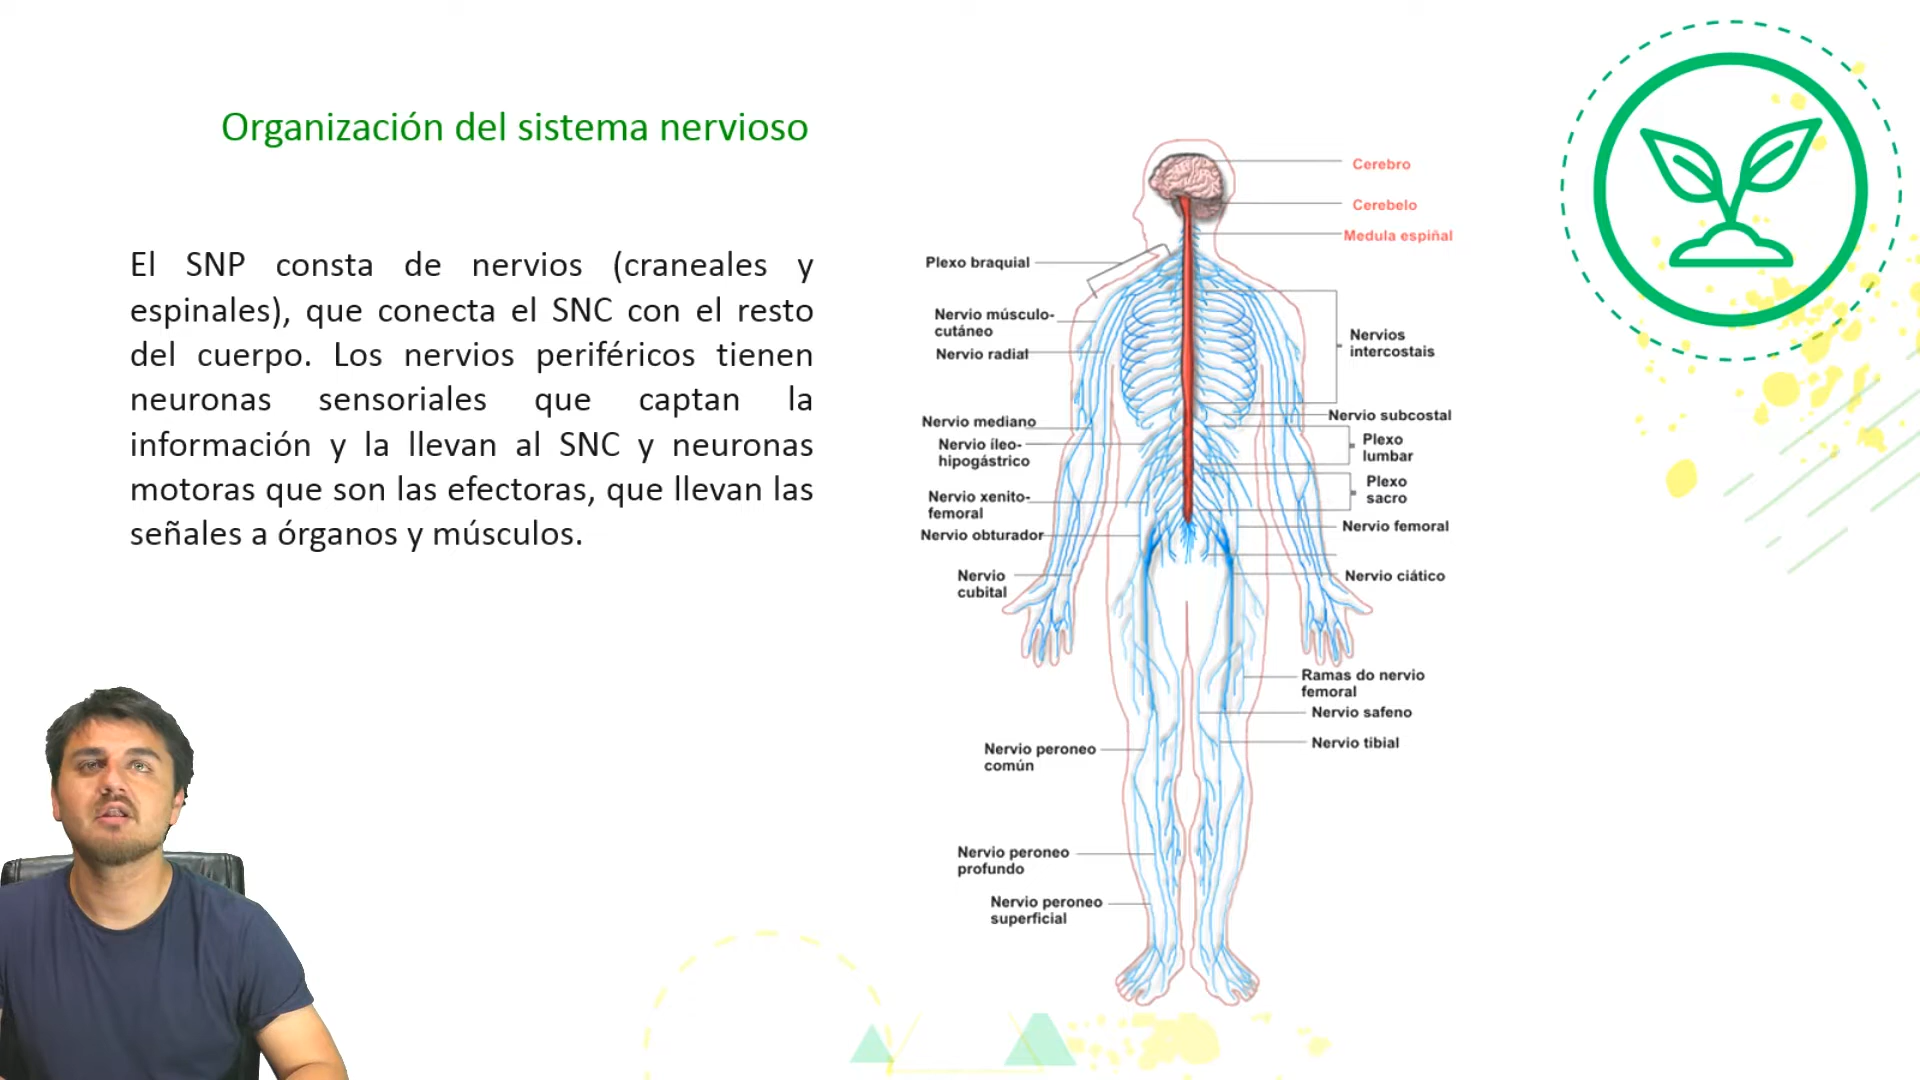 Organización del sistema nervioso
El SNP consta de nervios (craneales y
espinales), que conecta el SNC con el resto
del cuerpo. Los nervios periféricos tienen
neuronas sensoriales que captan la
información y la llevan al SNC y neuronas
motoras que son las efectoras, que llevan las
señales a órganos y músculos.
Cerebro
Cerebelo
Medula espiñal
Plexo braquial
Nervio músculo-
cutáneo
Nervio radial
Nervio mediano
Nervio íleo-
hipogástrico
Nervio xenito-
femoral
Nervio obturador
Nervio
cubital
Nervio peroneo
común
Nervio peroneo
profundo
Nervio peroneo
superficial
Nervios
intercostais
Nervio subcostal
Plexo
lumbar
Plexo
sacro
Nervio femoral
Nervio ciático
Ramas do nervio
femoral
Nervio safeno
Nervio tibial